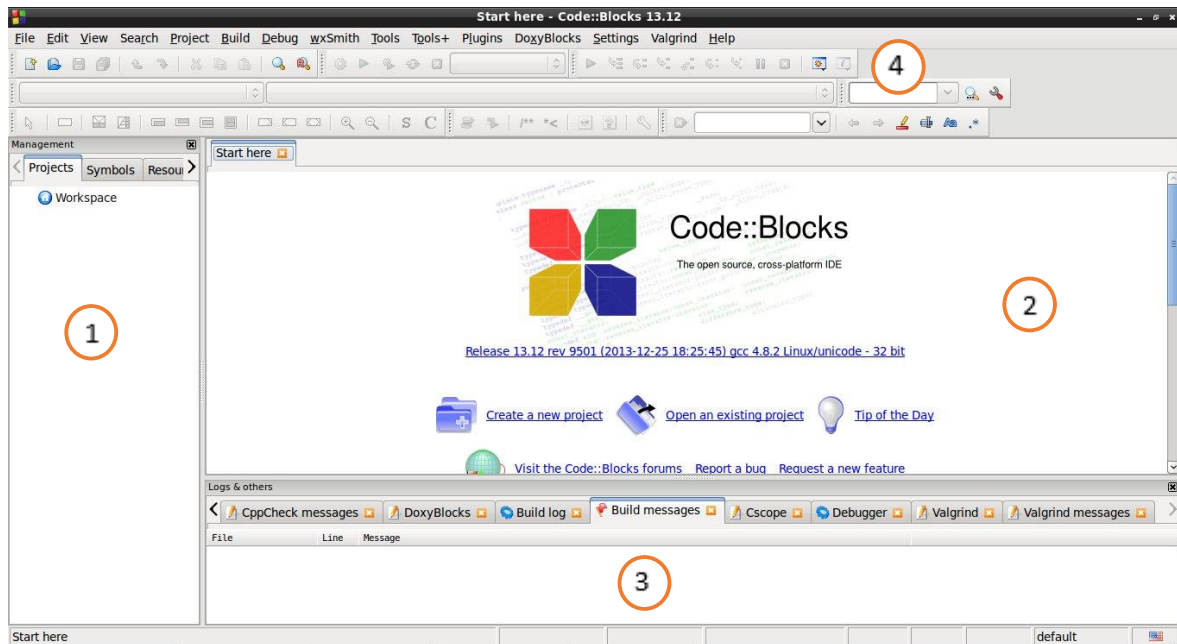 Start here - Code::Blocks 13.12
File Edit View Search Project Build Debug wxSmith Tools Tools+ Plugins DoxyBlocks Settings Valgrind Help
4
S C /** *<
Management
Projects Symbols Resour
Workspace
1
Start here
Code::Blocks
The open source, cross-platform IDE
2
Release 13.12 rev 9501 (2013-12-25 18:25:45) gcc 4.8.2 Linux/unicode - 32 bit
Create a new project Open an existing project Tip of the Day
Visit the Code::Blocks forums Report a bug Request a new feature
Logs & others
CppCheck messages DoxyBlocks Build log Build messages Cscope Debugger Valgrind Valgrind messages
File Line Message
3
Start here default